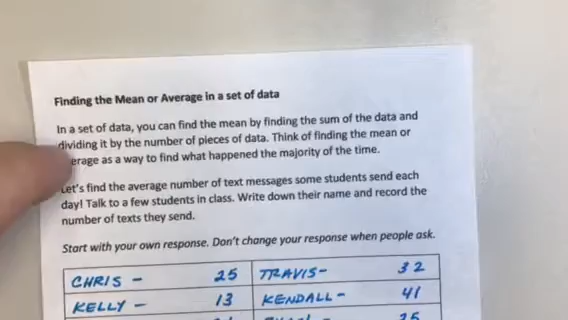 Finding the Mean or Average in a set of data
In a set of data, you can find the mean by finding the sum of the data and
dividing it by the number of pieces of data. Think of finding the mean or
erage as a way to find what happened the majority of the time.
Let's find the average number of text messages some students send each
day! Talk to a few students in class. Write down their name and record the
number of texts they send.
Start with your own response. Don't change your response when people ask.
CHRIS - 25 TRAVIS- 32
KELLY - 13 KENDALL- 41